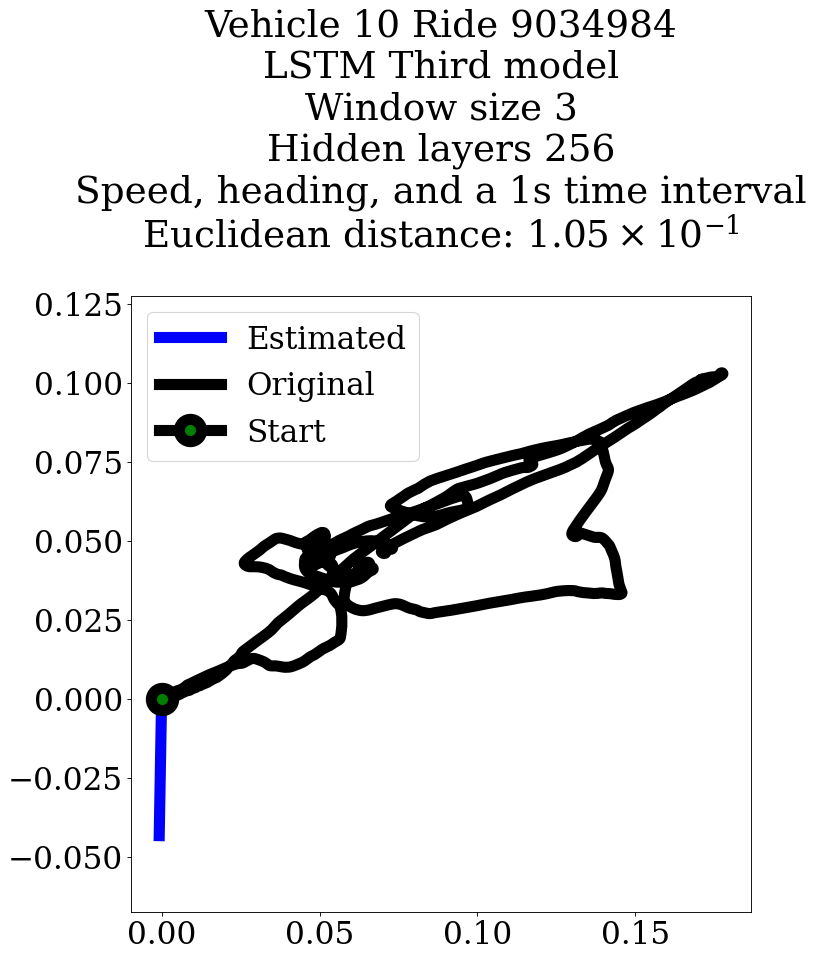 Vehicle 10 Ride 9034984
LSTM Third model
Window size 3
Hidden layers 256
Speed, heading, and a 1s time interval
Euclidean distance: 1.05 × 10⁻¹
Estimated
Original
Start
0.125
0.100
0.075
0.050
0.025
0.000
−0.025
−0.050
0.00 0.05 0.10 0.15